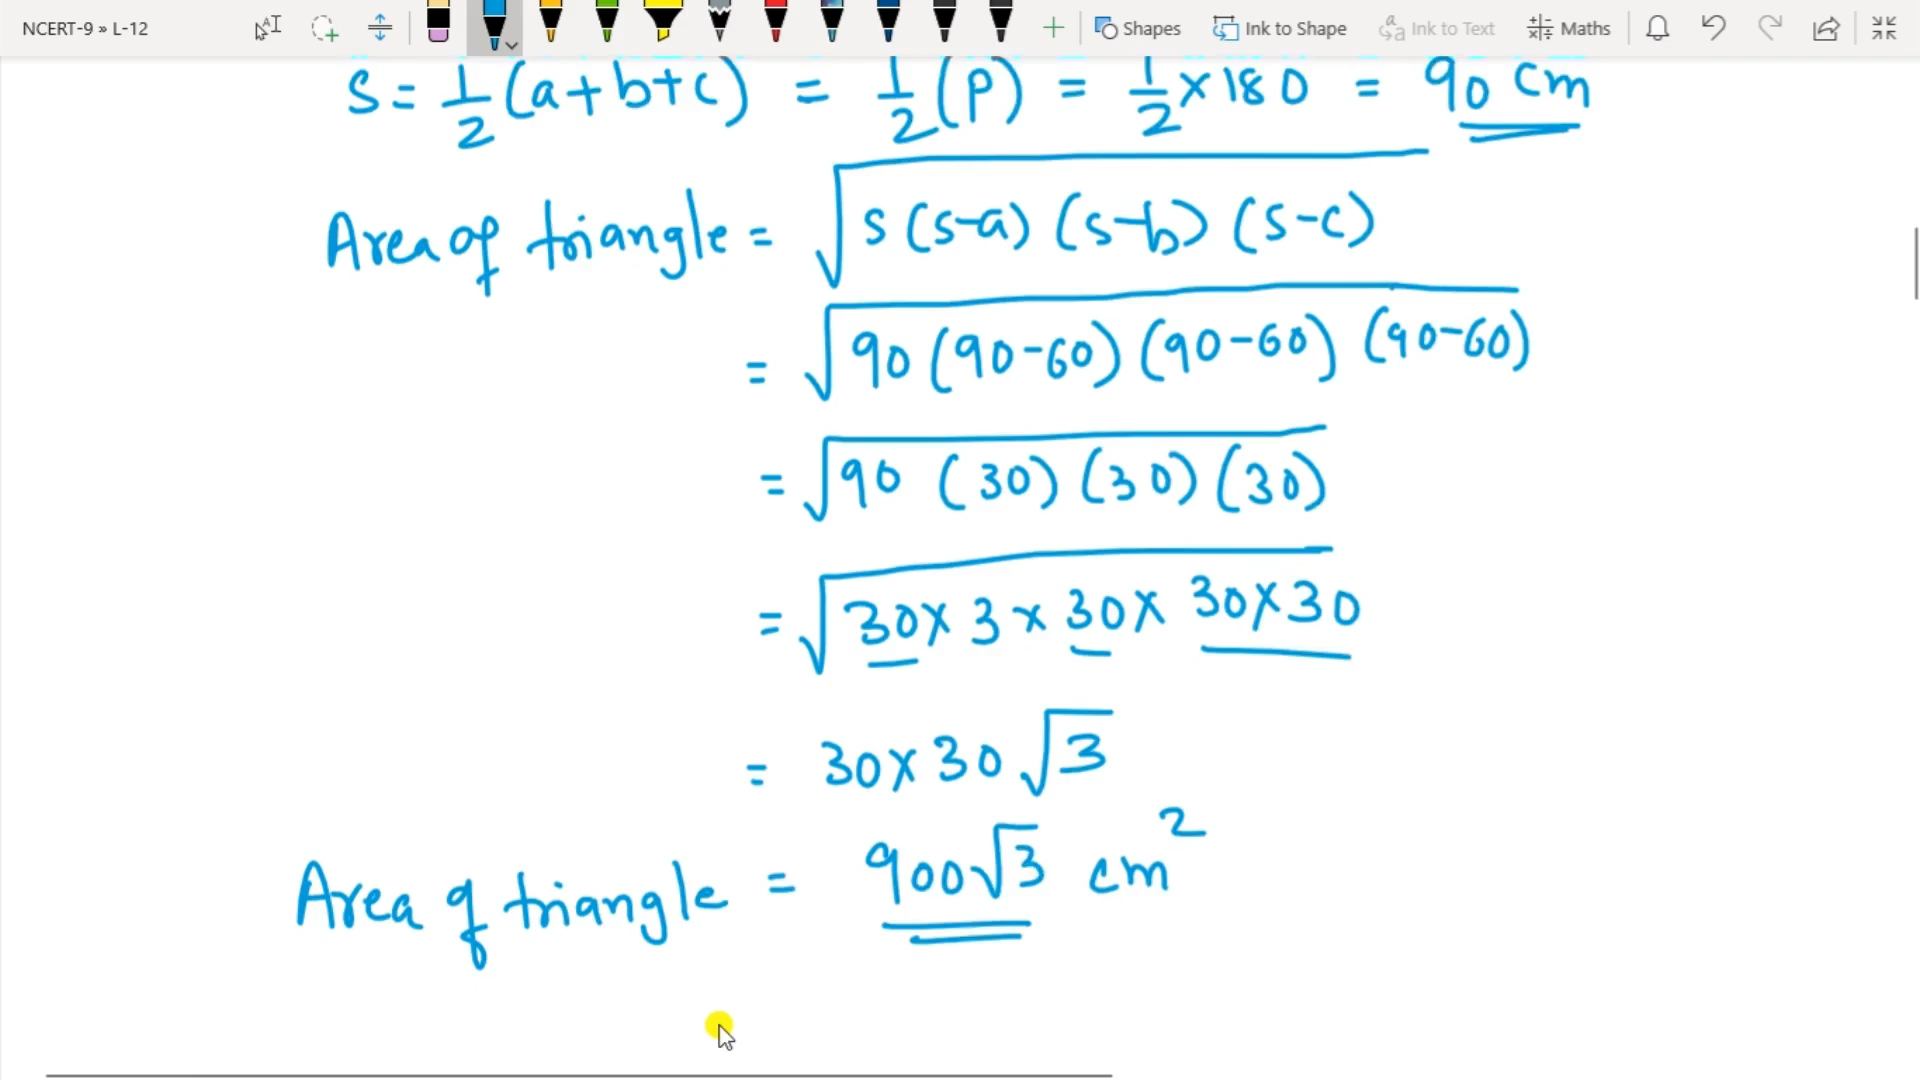 NCERT-9 » L-12
Shapes
Ink to Shape
Ink to Text
Maths
S = 1/2 (a+b+c) = 1/2 (P) = 1/2 × 180 = 90 cm
Area of triangle = √s(s-a)(s-b)(s-c)
= √90(90-60)(90-60)(90-60)
= √90 (30)(30)(30)
= √30×3×30×30×30
= 30×30√3
Area of triangle = 900√3 cm²